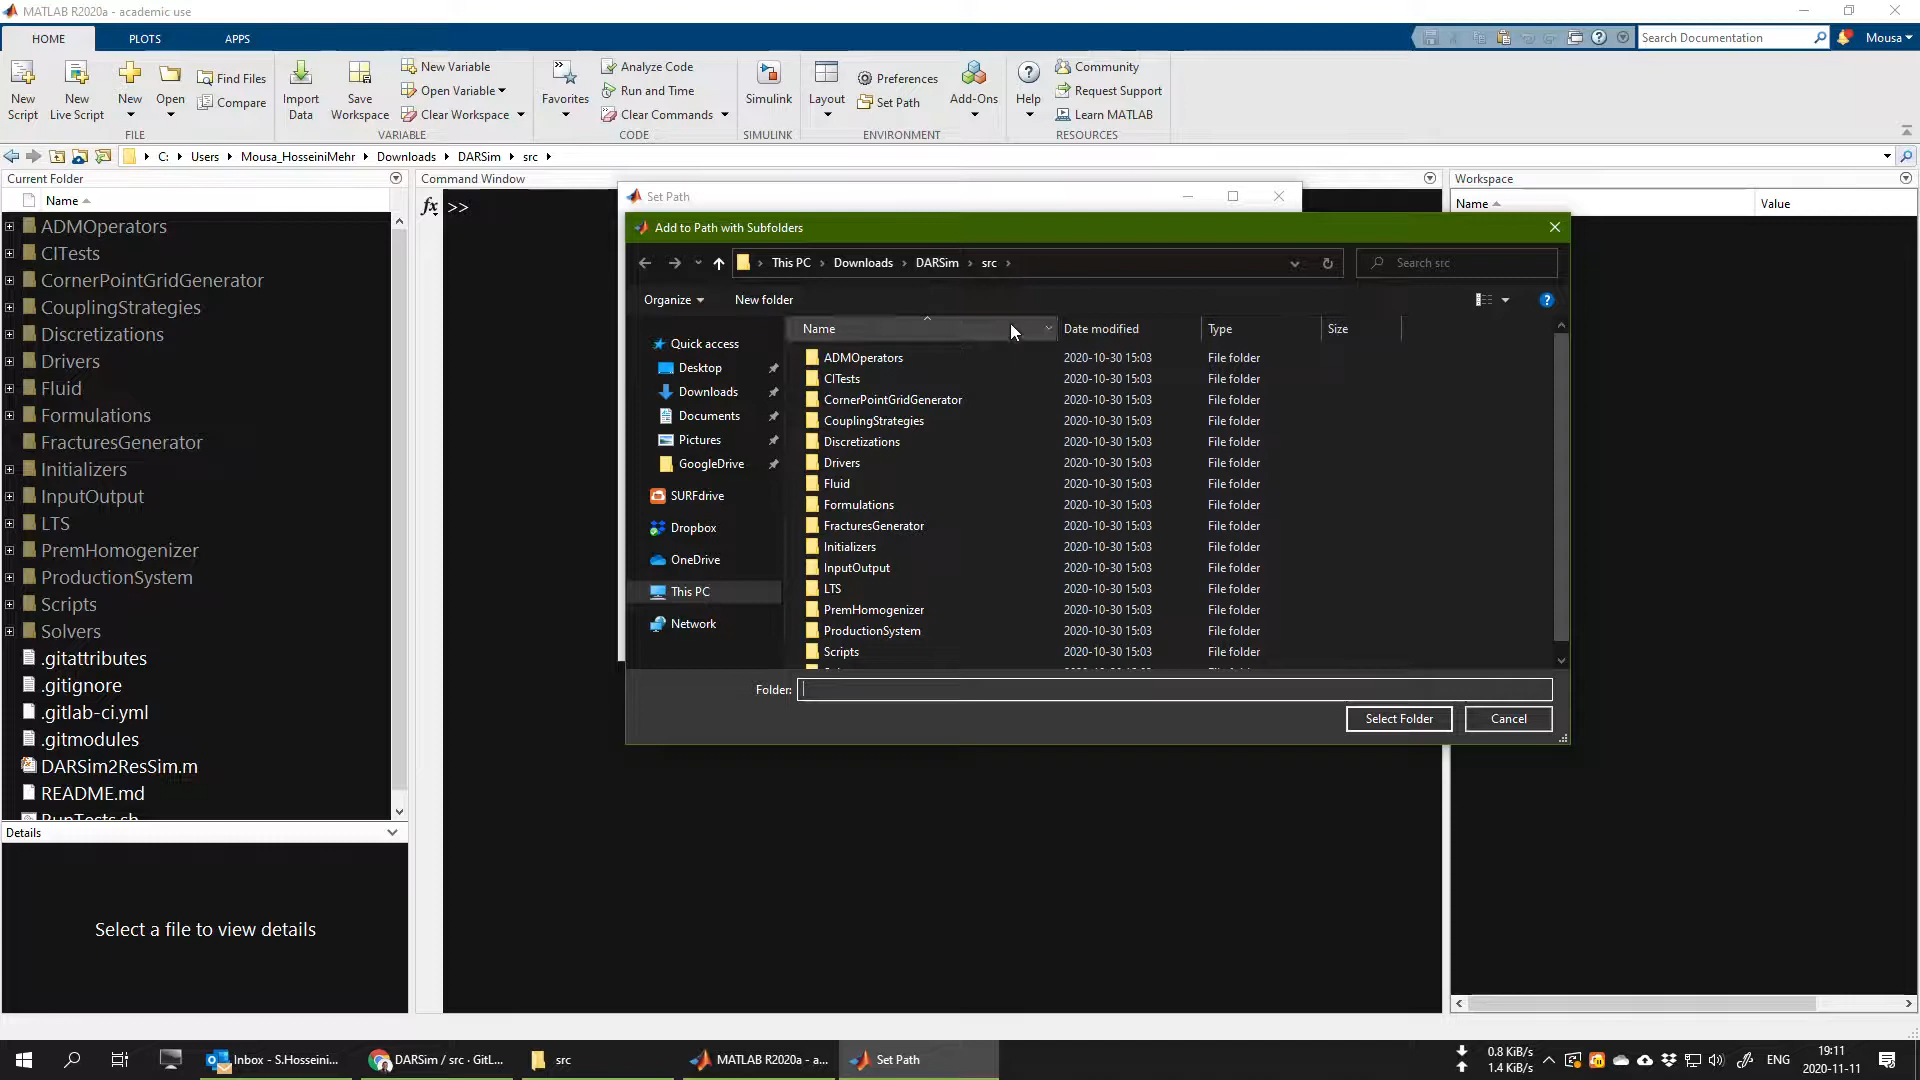 MATLAB R2020a - academic use
HOME PLOTS APPS
Search Documentation
Mousa
New Script
New Live Script
New
Open
Find Files
Compare
FILE
Import Data
Save Workspace
New Variable
Open Variable
Clear Workspace
VARIABLE
Favorites
Analyze Code
Run and Time
Clear Commands
CODE
Simulink
SIMULINK
Layout
Preferences
Set Path
Add-Ons
ENVIRONMENT
Help
Community
Request Support
Learn MATLAB
RESOURCES
C: Users Mousa_HosseiniMehr Downloads DARSim src
Current Folder
Name
ADMOperators
CITests
CornerPointGridGenerator
CouplingStrategies
Discretizations
Drivers
Fluid
Formulations
FracturesGenerator
Initializers
InputOutput
LTS
PremHomogenizer
ProductionSystem
Scripts
Solvers
.gitattributes
.gitignore
.gitlab-ci.yml
.gitmodules
DARSim2ResSim.m
README.md
RunTests.sh
Details
Select a file to view details
Command Window
fx >>
Workspace
Name Value
Set Path
Add to Path with Subfolders
This PC Downloads DARSim src
Search src
Organize New folder
Quick access
Desktop
Downloads
Documents
Pictures
GoogleDrive
SURFdrive
Dropbox
OneDrive
This PC
Network
Name Date modified Type Size
ADMOperators 2020-10-30 15:03 File folder
CITests 2020-10-30 15:03 File folder
CornerPointGridGenerator 2020-10-30 15:03 File folder
CouplingStrategies 2020-10-30 15:03 File folder
Discretizations 2020-10-30 15:03 File folder
Drivers 2020-10-30 15:03 File folder
Fluid 2020-10-30 15:03 File folder
Formulations 2020-10-30 15:03 File folder
FracturesGenerator 2020-10-30 15:03 File folder
Initializers 2020-10-30 15:03 File folder
InputOutput 2020-10-30 15:03 File folder
LTS 2020-10-30 15:03 File folder
PremHomogenizer 2020-10-30 15:03 File folder
ProductionSystem 2020-10-30 15:03 File folder
Scripts 2020-10-30 15:03 File folder
Folder:
Select Folder Cancel
Inbox - S.Hosseini...
DARSim / src · GitL...
src
MATLAB R2020a - a...
Set Path
0.8 KiB/s
1.4 KiB/s
ENG
19:11
2020-11-11